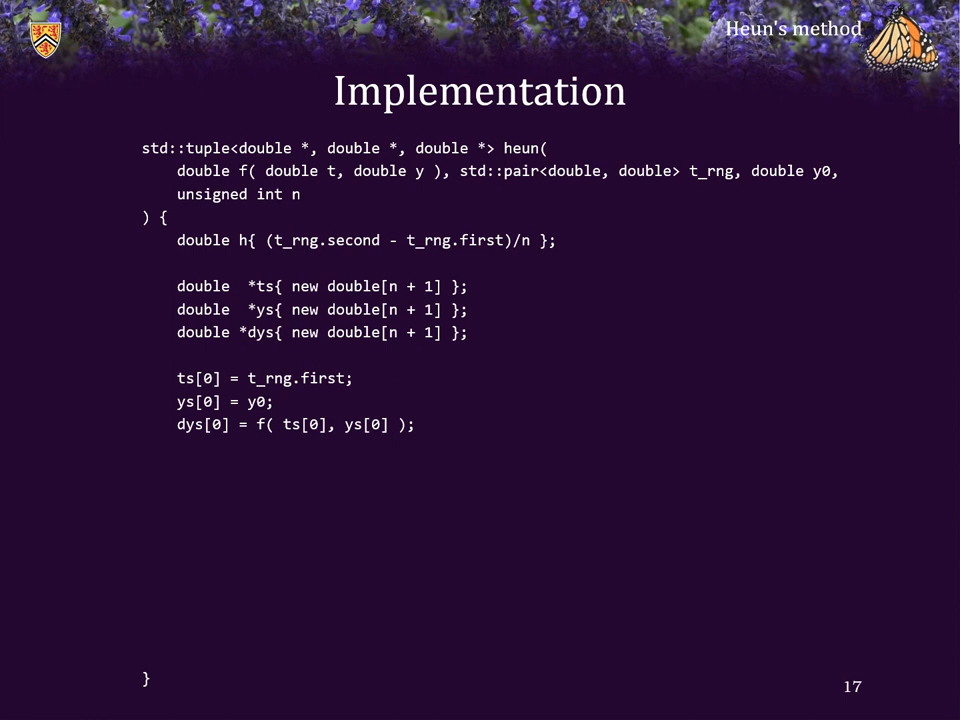 Heun's method
Implementation
std::tuple<double *, double *, double *> heun(
    double f( double t, double y ), std::pair<double, double> t_rng, double y0,
    unsigned int n
) {
    double h{ (t_rng.second - t_rng.first)/n };
    double  *ts{ new double[n + 1] };
    double  *ys{ new double[n + 1] };
    double *dys{ new double[n + 1] };
    ts[0] = t_rng.first;
    ys[0] = y0;
    dys[0] = f( ts[0], ys[0] );
}
17